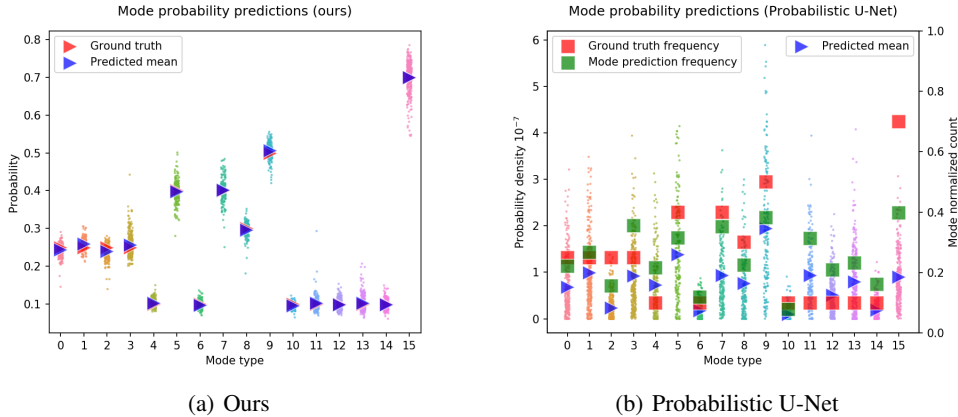 Mode probability predictions (ours)
Ground truth
Predicted mean
Probability
0.8
0.7
0.6
0.5
0.4
0.3
0.2
0.1
0 1 2 3 4 5 6 7 8 9 10 11 12 13 14 15
Mode type
(a) Ours
Mode probability predictions (Probabilistic U-Net)
Ground truth frequency
Mode prediction frequency
Predicted mean
Probability density 10⁻⁷
6
5
4
3
2
1
0
1.0
0.8
0.6
0.4
0.2
0.0
Mode normalized count
0 1 2 3 4 5 6 7 8 9 10 11 12 13 14 15
Mode type
(b) Probabilistic U-Net